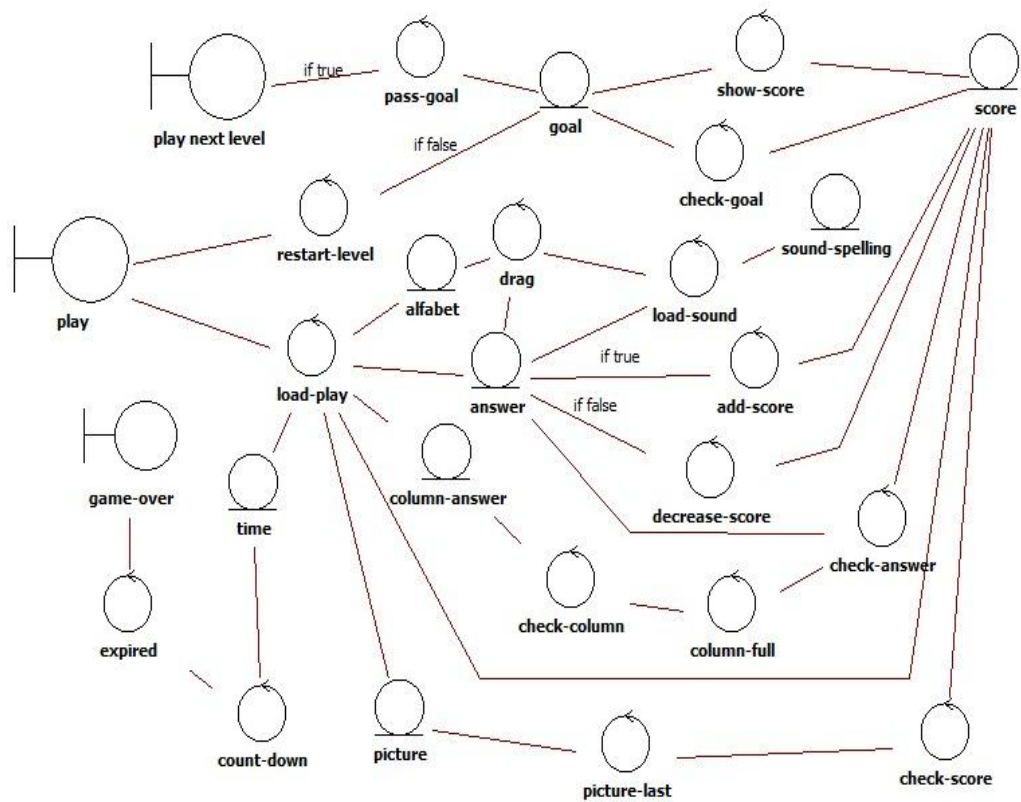 if true
pass-goal
show-score
score
play next level
goal
if false
check-goal
restart-level
drag
sound-spelling
alfabet
load-sound
play
if true
load-play
answer
add-score
if false
game-over
time
column-answer
decrease-score
check-answer
check-column
column-full
expired
count-down
picture
picture-last
check-score